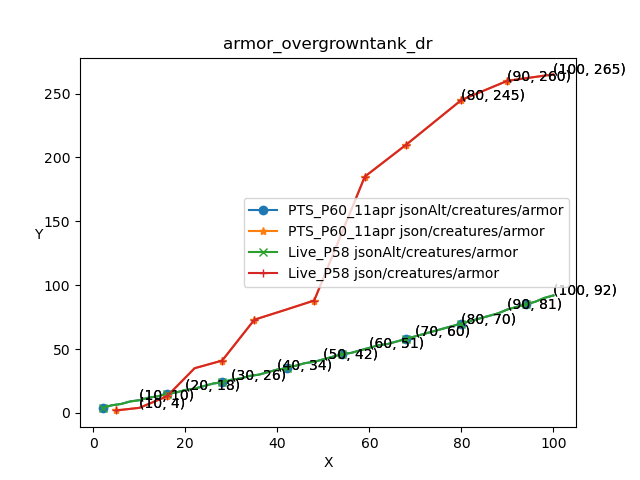 armor_overgrowntank_dr
250
200
150
100
50
0
Y
(100, 265)
(90, 260)
(80, 245)
PTS_P60_11apr jsonAlt/creatures/armor
PTS_P60_11apr json/creatures/armor
Live_P58 jsonAlt/creatures/armor
Live_P58 json/creatures/armor
(100, 92)
(90, 81)
(80, 70)
(70, 60)
(60, 51)
(50, 42)
(40, 34)
(30, 26)
(20, 18)
(10, 10)
(10, 4)
0 20 40 60 80 100
X